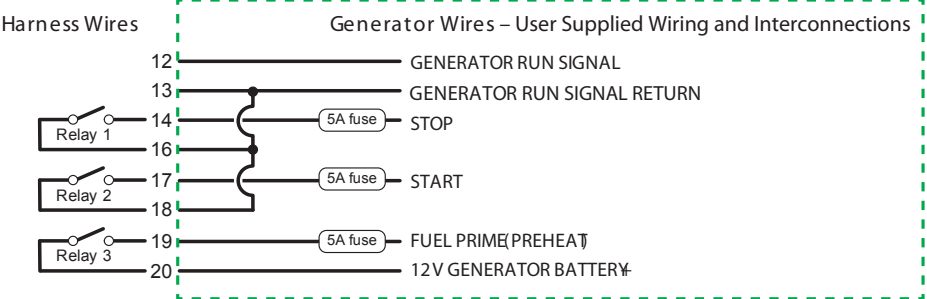 Harness Wires
Generator Wires – User Supplied Wiring and Interconnections
12 GENERATOR RUN SIGNAL
13 GENERATOR RUN SIGNAL RETURN
14 5A fuse STOP
Relay 1
16
17 5A fuse START
Relay 2
18
19 5A fuse FUEL PRIME(PREHEAT)
Relay 3
20 12V GENERATOR BATTERY+